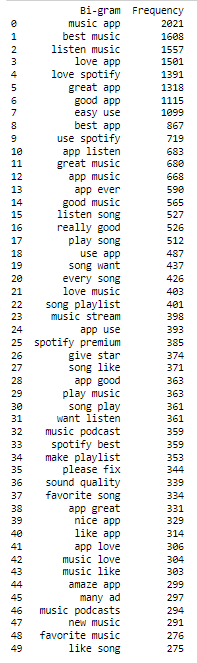 Bi-gram Frequency
0 music app 2021
1 best music 1608
2 listen music 1557
3 love app 1501
4 love spotify 1391
5 great app 1318
6 good app 1115
7 easy use 1099
8 best app 867
9 use spotify 719
10 app listen 683
11 great music 680
12 app music 668
13 app ever 590
14 good music 565
15 listen song 527
16 really good 526
17 play song 512
18 use app 487
19 song want 437
20 every song 426
21 love music 403
22 song playlist 401
23 music stream 398
24 app use 393
25 spotify premium 385
26 give star 374
27 song like 371
28 app good 363
29 play music 363
30 song play 361
31 want listen 361
32 music podcast 359
33 spotify best 359
34 make playlist 353
35 please fix 344
36 sound quality 339
37 favorite song 334
38 app great 331
39 nice app 329
40 like app 314
41 app love 306
42 music love 304
43 music like 303
44 amaze app 299
45 many ad 297
46 music podcasts 294
47 new music 291
48 favorite music 276
49 like song 275